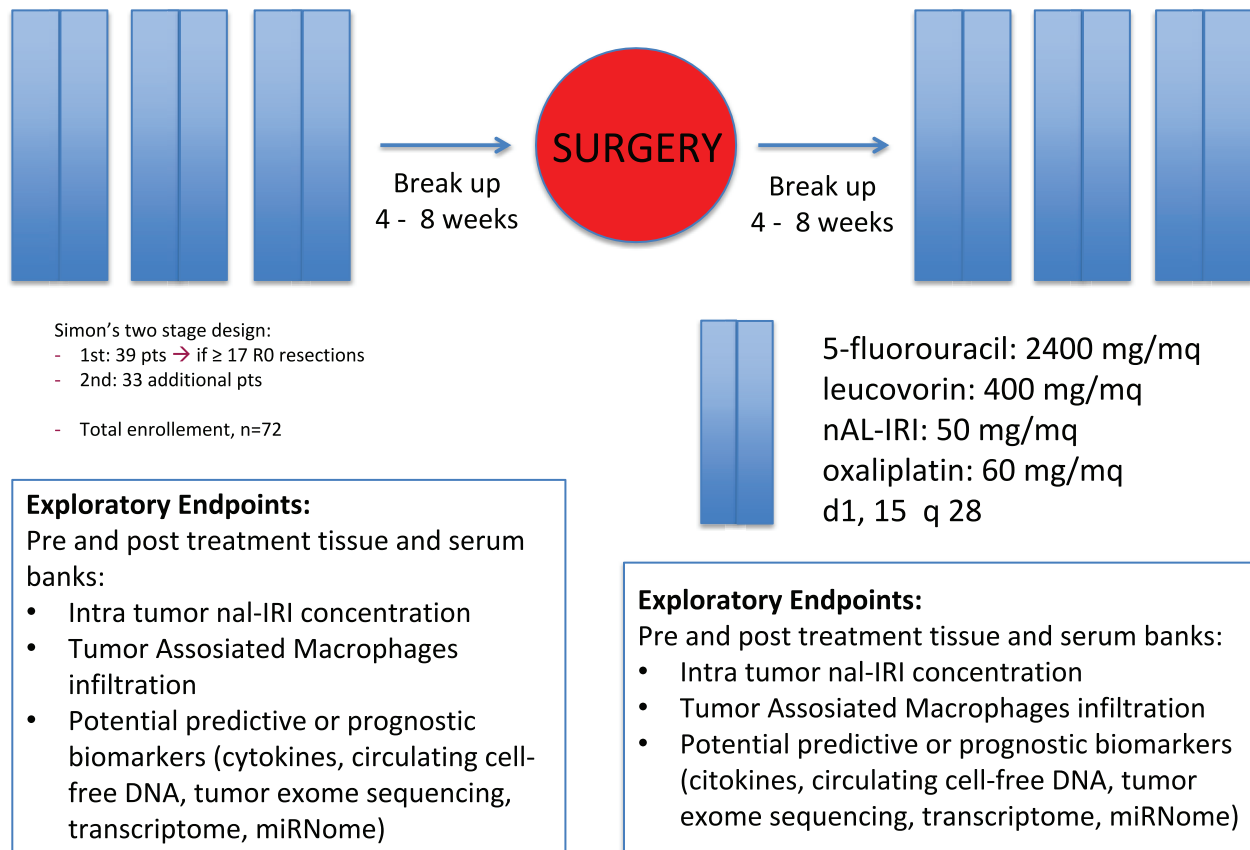 SURGERY
Break up
4 -  8 weeks
Break up
4 -  8 weeks
Simon's two stage design:
- 1st: 39 pts → if ≥ 17 R0 resections
- 2nd: 33 additional pts
- Total enrollement, n=72
5-fluorouracil: 2400 mg/mq
leucovorin: 400 mg/mq
nAL-IRI: 50 mg/mq
oxaliplatin: 60 mg/mq
d1, 15  q 28
Exploratory Endpoints:
Pre and post treatment tissue and serum
banks:
• Intra tumor nal-IRI concentration
• Tumor Assosiated Macrophages
infiltration
• Potential predictive or prognostic
biomarkers (cytokines, circulating cell-
free DNA, tumor exome sequencing,
transcriptome, miRNome)
Exploratory Endpoints:
Pre and post treatment tissue and serum banks:
• Intra tumor nal-IRI concentration
• Tumor Assosiated Macrophages infiltration
• Potential predictive or prognostic biomarkers
(citokines, circulating cell-free DNA, tumor
exome sequencing, transcriptome, miRNome)